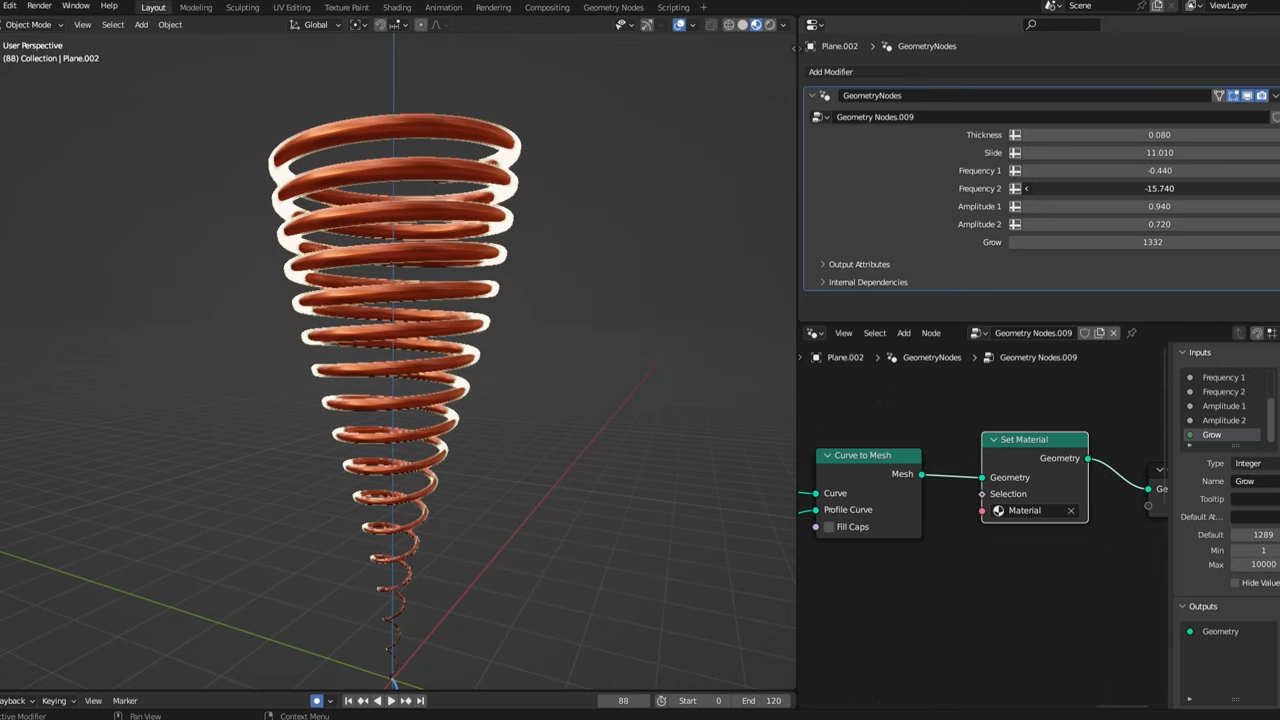 Edit Render Window Help Layout Modeling Sculpting UV Editing Texture Paint Shading Animation Rendering Compositing Geometry Nodes Scripting Scene ViewLayer
Object Mode View Select Add Object Global
User Perspective
(88) Collection | Plane.002
Plane.002 GeometryNodes
Add Modifier
GeometryNodes
Geometry Nodes.009
Thickness 0.080
Slide 11.010
Frequency 1 -0.440
Frequency 2 -15.740
Amplitude 1 0.940
Amplitude 2 0.720
Grow 1332
Output Attributes
Internal Dependencies
View Select Add Node Geometry Nodes.009
Plane.002 GeometryNodes Geometry Nodes.009
Curve to Mesh
Mesh
Curve
Profile Curve
Fill Caps
Set Material
Geometry
Geometry
Selection
Material
Ge
Inputs
Frequency 1
Frequency 2
Amplitude 1
Amplitude 2
Grow
Type Integer
Name Grow
Tooltip
Default At...
Default 1289
Min 1
Max 10000
Hide Value
Outputs
Geometry
layback Keying View Marker 88 Start 0 End 120
ctive Modifier Pan View Context Menu